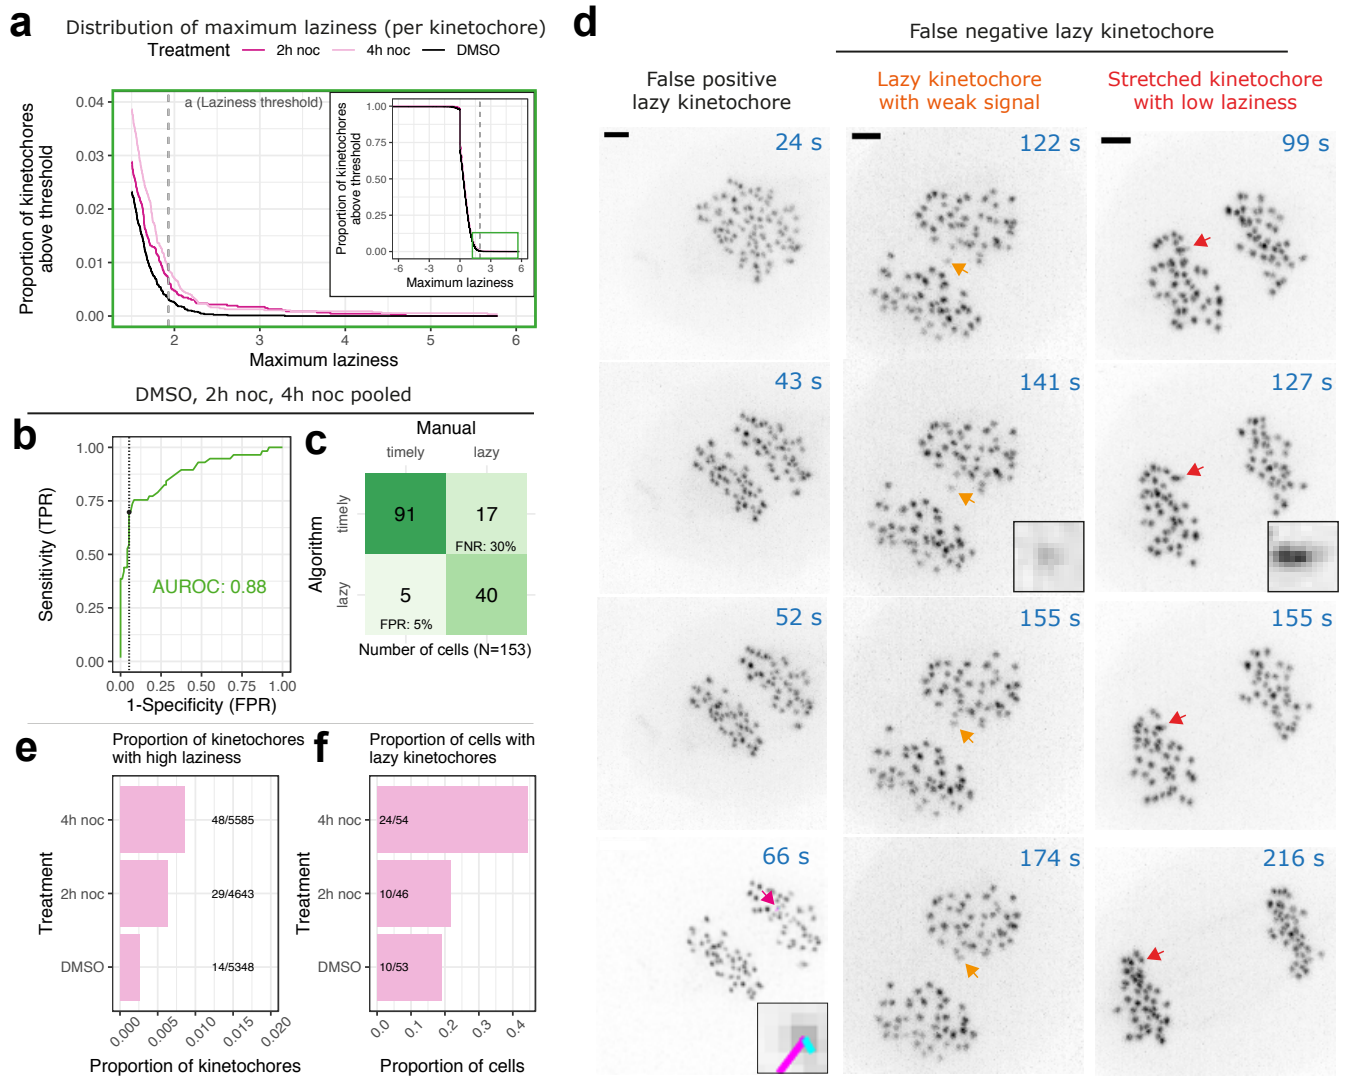 a
Distribution of maximum laziness (per kinetochore)
Treatment 2h noc 4h noc DMSO
Proportion of kinetochores
above threshold
0.04
0.03
0.02
0.01
0.00
a (Laziness threshold)
2 3 4 5 6
Maximum laziness
Proportion of kinetochores
above threshold
1.00
0.75
0.50
0.25
0.00
-6 -3 0 3 6
Maximum laziness
DMSO, 2h noc, 4h noc pooled
b
Sensitivity (TPR)
1.00
0.75
0.50
0.25
0.00
AUROC: 0.88
0.00 0.25 0.50 0.75 1.00
1-Specificity (FPR)
c
Manual
timely lazy
Algorithm
timely
lazy
91 17
FNR: 30%
5 40
FPR: 5%
Number of cells (N=153)
d
False negative lazy kinetochore
False positive
lazy kinetochore
Lazy kinetochore
with weak signal
Stretched kinetochore
with low laziness
24 s 122 s 99 s
43 s 141 s 127 s
52 s 155 s 155 s
66 s 174 s 216 s
e
Proportion of kinetochores
with high laziness
Treatment
4h noc
48/5585
2h noc
29/4643
DMSO
14/5348
0.000 0.005 0.010 0.015 0.020
Proportion of kinetochores
f
Proportion of cells with
lazy kinetochores
Treatment
4h noc
24/54
2h noc
10/46
DMSO
10/53
0.0 0.1 0.2 0.3 0.4
Proportion of cells